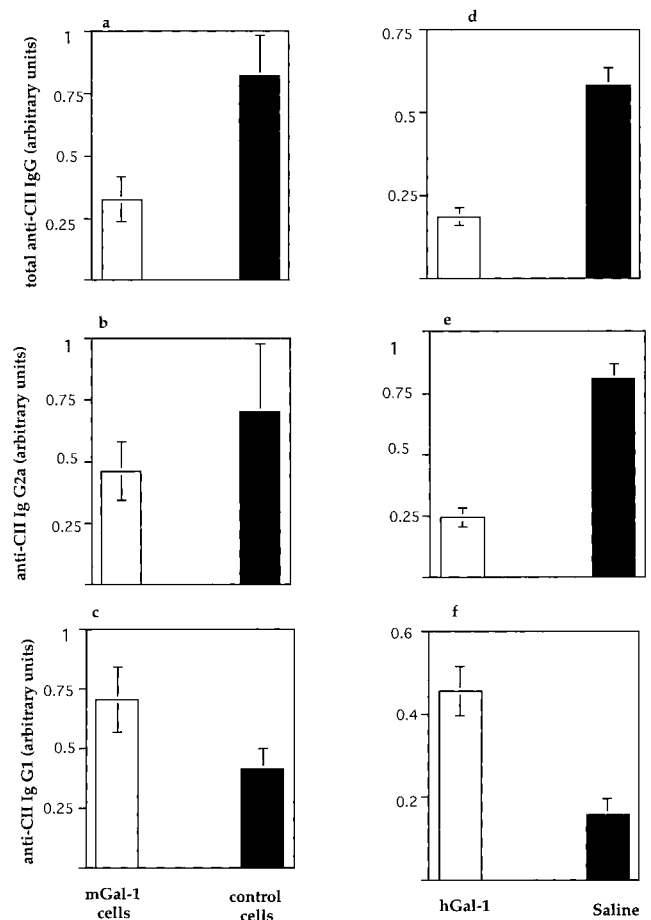 a
1
0.75
0.5
0.25
total anti-CII IgG (arbitrary units)
d
0.75
0.5
0.25
b
1
0.75
0.5
0.25
anti-CII Ig G2a (arbitrary units)
e
1
0.75
0.5
0.25
c
1
0.75
0.5
0.25
anti-CII Ig G1 (arbitrary units)
mGal-1
cells
control
cells
f
0.6
0.4
0.2
hGal-1
Saline